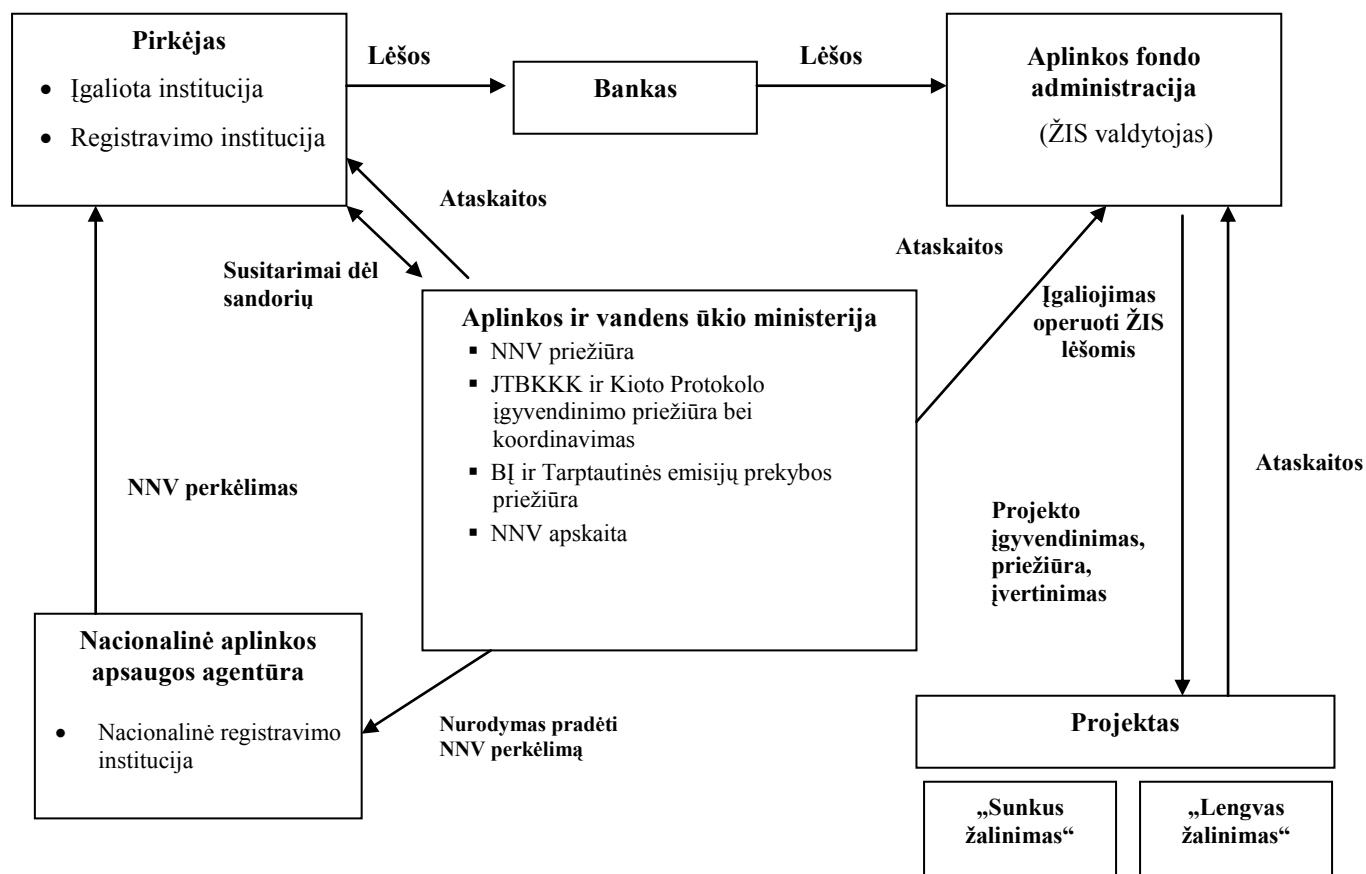 Pirkėjas
• Įgaliota institucija
• Registravimo institucija
Lėšos
Bankas
Lėšos
Aplinkos fondo
administracija
(ŽIS valdytojas)
Ataskaitos
Susitarimai dėl
sandorių
Ataskaitos
Įgaliojimas
operuoti ŽIS
lėšomis
Aplinkos ir vandens ūkio ministerija
▪ NNV priežiūra
▪ JTBKKK ir Kioto Protokolo
įgyvendinimo priežiūra bei
koordinavimas
▪ BĮ ir Tarptautinės emisijų prekybos
priežiūra
▪ NNV apskaita
NNV perkėlimas
Ataskaitos
Projekto
įgyvendinimas,
priežiūra,
įvertinimas
Nacionalinė aplinkos
apsaugos agentūra
• Nacionalinė registravimo
institucija
Nurodymas pradėti
NNV perkėlimą
Projektas
„Sunkus
žalinimas“
„Lengvas
žalinimas“